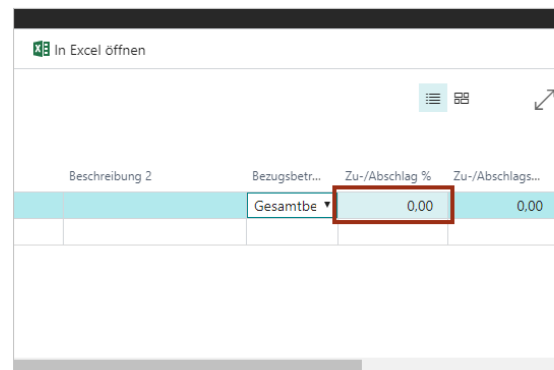 In Excel öffnen
Beschreibung 2 Bezugsbetr... Zu-/Abschlag % Zu-/Abschlags...
Gesamtbe 0,00 0,00